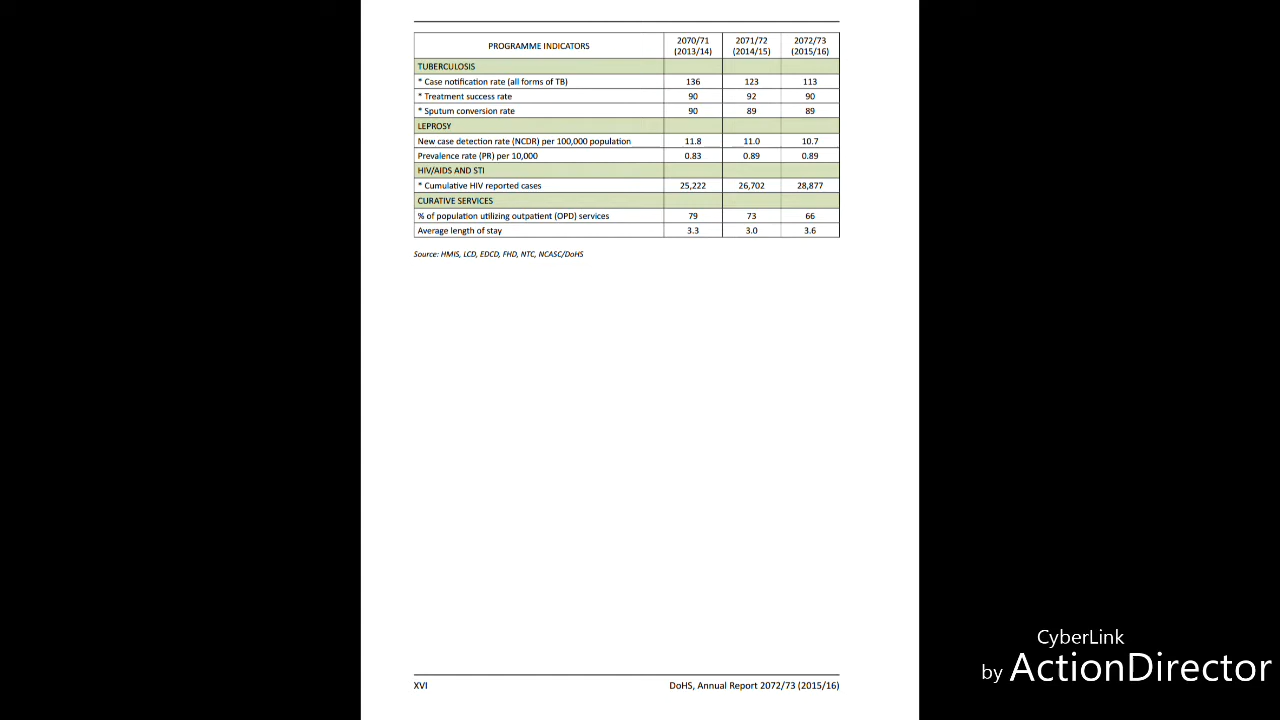 PROGRAMME INDICATORS 2070/71 (2013/14) 2071/72 (2014/15) 2072/73 (2015/16)
TUBERCULOSIS
* Case notification rate (all forms of TB) 136 123 113
* Treatment success rate 90 92 90
* Sputum conversion rate 90 89 89
LEPROSY
New case detection rate (NCDR) per 100,000 population 11.8 11.0 10.7
Prevalence rate (PR) per 10,000 0.83 0.89 0.89
HIV/AIDS AND STI
* Cumulative HIV reported cases 25,222 26,702 28,877
CURATIVE SERVICES
% of population utilizing outpatient (OPD) services 79 73 66
Average length of stay 3.3 3.0 3.6
Source: HMIS, LCD, EDCD, FHD, NTC, NCASC/DoHS
XVI DoHS, Annual Report 2072/73 (2015/16)
CyberLink
by ActionDirector